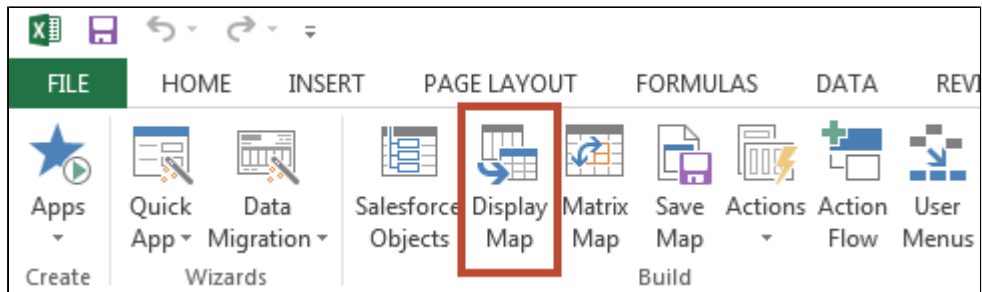 FILE HOME INSERT PAGE LAYOUT FORMULAS DATA REVI
Apps Quick Data Salesforce Display Matrix Save Actions Action User
App Migration Objects Map Map Map Flow Menus
Create Wizards Build